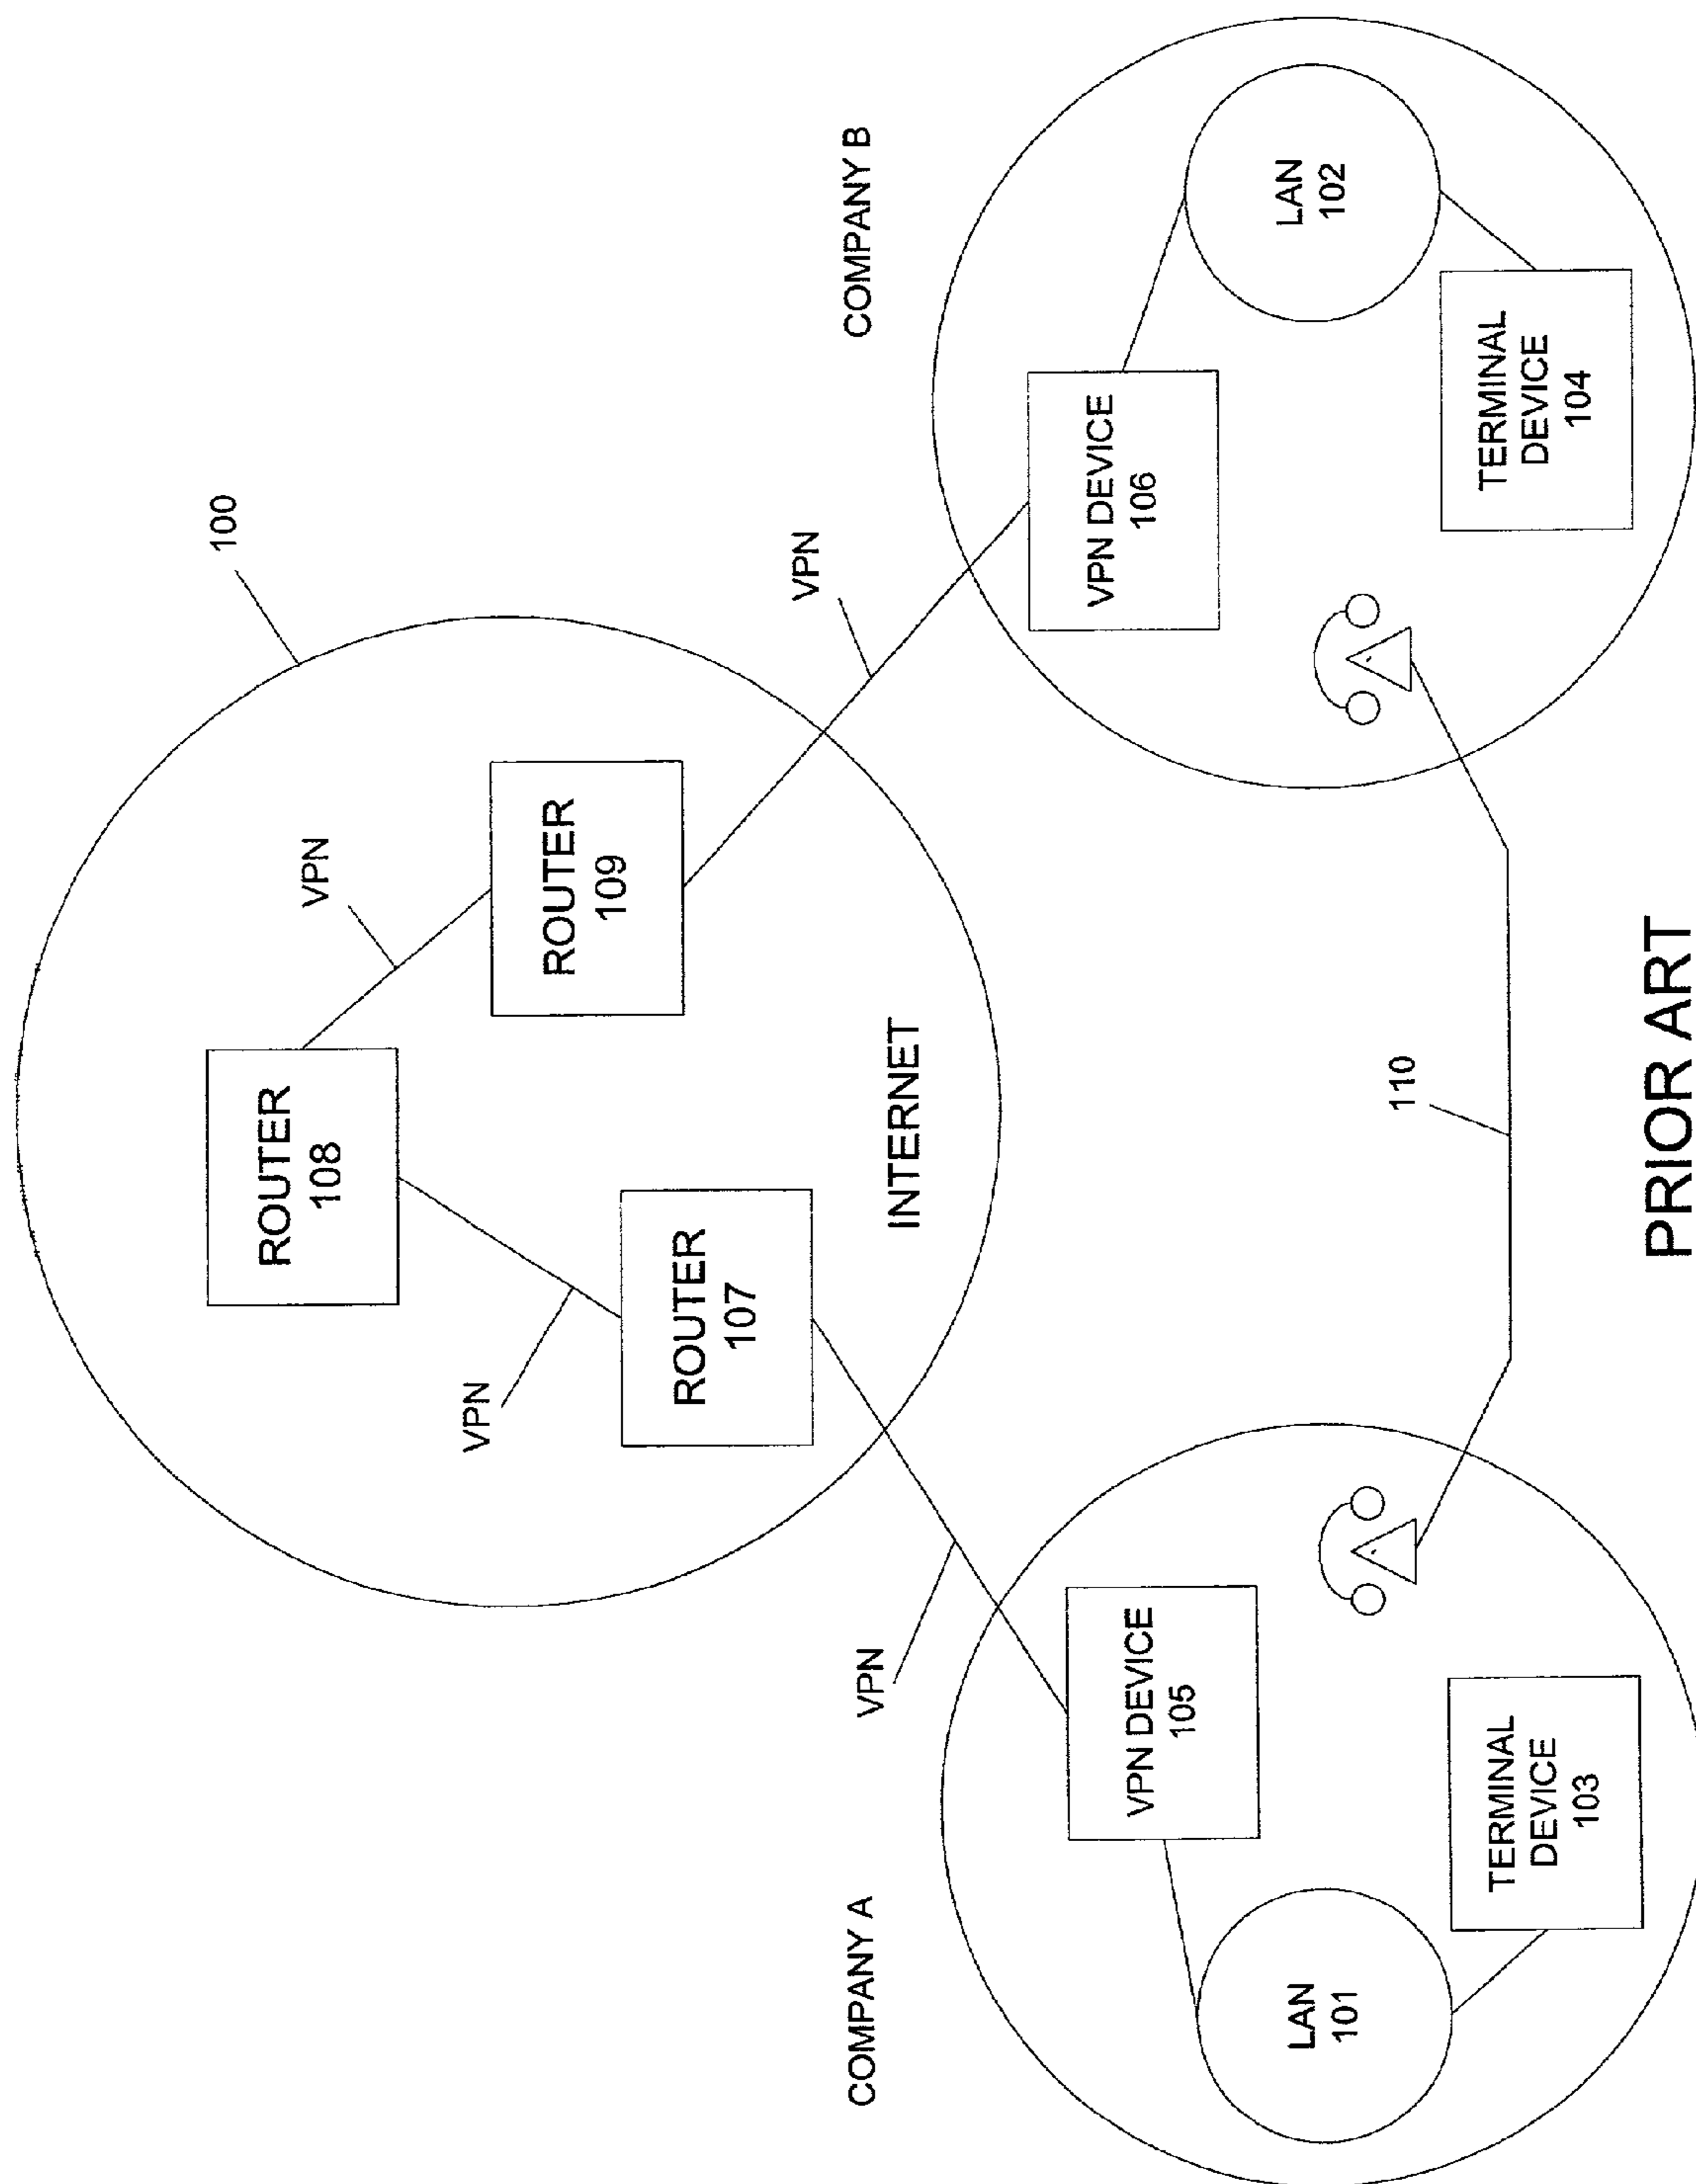 100
ROUTER
108
VPN
VPN
ROUTER
109
ROUTER
107
INTERNET
VPN
VPN
COMPANY A
COMPANY B
VPN DEVICE
105
VPN DEVICE
106
LAN
101
LAN
102
TERMINAL
DEVICE
103
TERMINAL
DEVICE
104
110
PRIOR ART